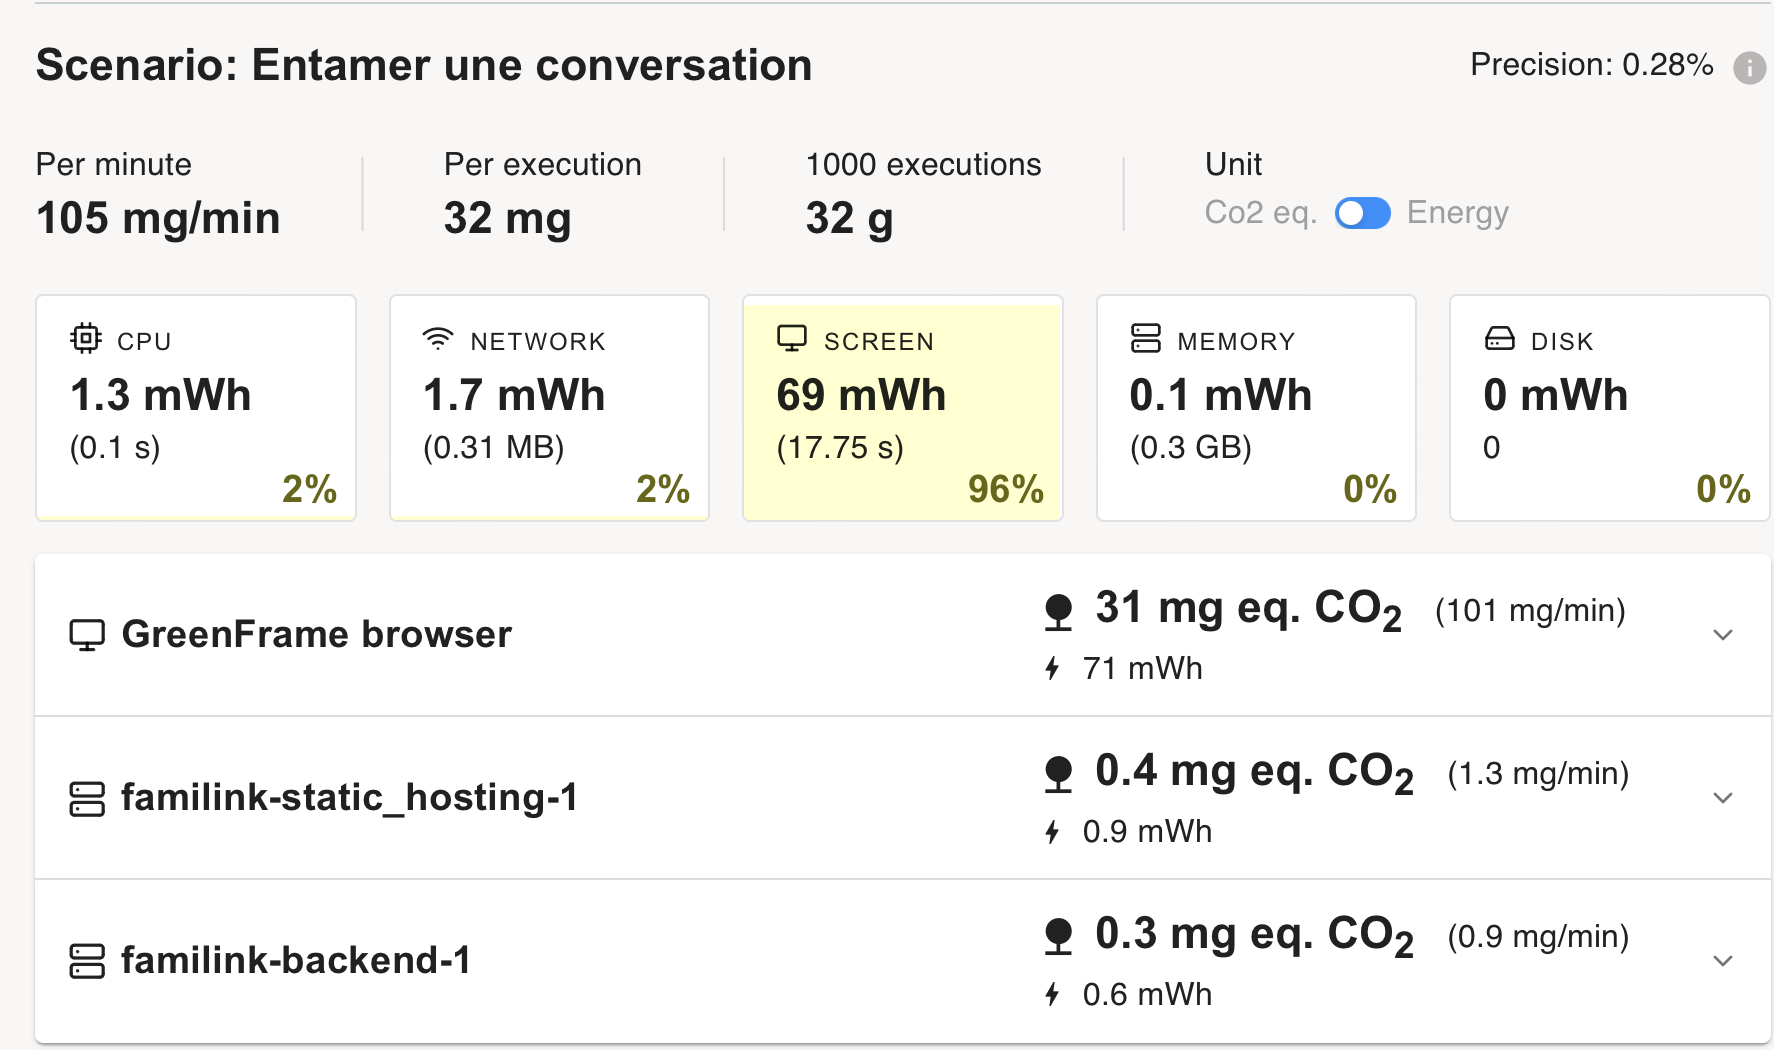 Scenario: Entamer une conversation
Precision: 0.28%
Per minute
105 mg/min
Per execution
32 mg
1000 executions
32 g
Unit
Co2 eq. Energy
CPU
1.3 mWh
(0.1 s)
2%
NETWORK
1.7 mWh
(0.31 MB)
2%
SCREEN
69 mWh
(17.75 s)
96%
MEMORY
0.1 mWh
(0.3 GB)
0%
DISK
0 mWh
0
0%
GreenFrame browser
31 mg eq. CO2 (101 mg/min)
71 mWh
familink-static_hosting-1
0.4 mg eq. CO2 (1.3 mg/min)
0.9 mWh
familink-backend-1
0.3 mg eq. CO2 (0.9 mg/min)
0.6 mWh